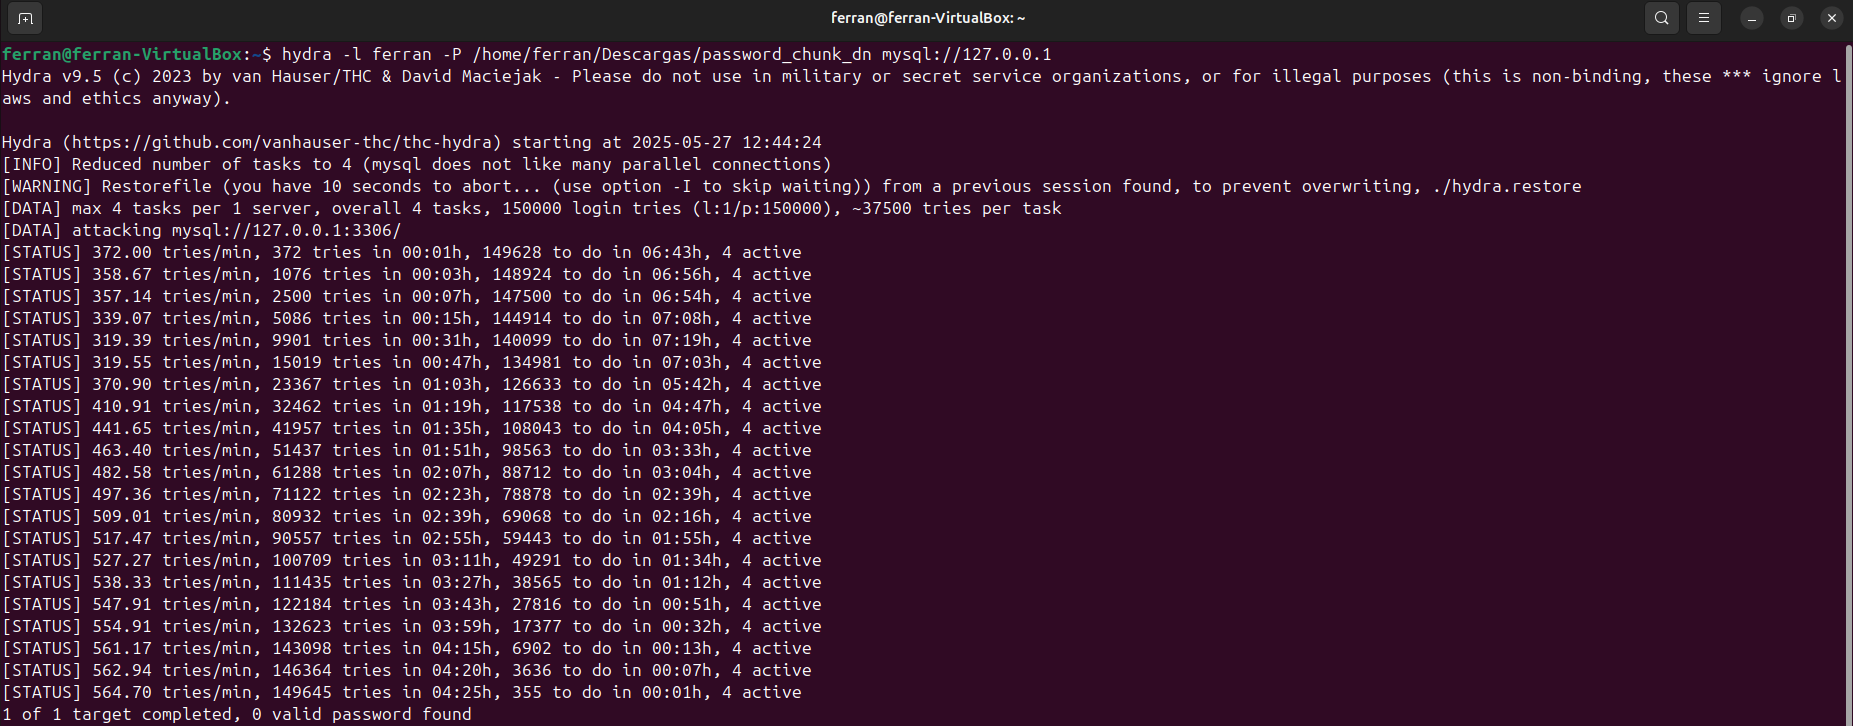 ferran@ferran-VirtualBox: ~
ferran@ferran-VirtualBox:~$ hydra -l ferran -P /home/ferran/Descargas/password_chunk_dn mysql://127.0.0.1
Hydra v9.5 (c) 2023 by van Hauser/THC & David Maciejak - Please do not use in military or secret service organizations, or for illegal purposes (this is non-binding, these *** ignore l
aws and ethics anyway).
Hydra (https://github.com/vanhauser-thc/thc-hydra) starting at 2025-05-27 12:44:24
[INFO] Reduced number of tasks to 4 (mysql does not like many parallel connections)
[WARNING] Restorefile (you have 10 seconds to abort... (use option -I to skip waiting)) from a previous session found, to prevent overwriting, ./hydra.restore
[DATA] max 4 tasks per 1 server, overall 4 tasks, 150000 login tries (l:1/p:150000), ~37500 tries per task
[DATA] attacking mysql://127.0.0.1:3306/
[STATUS] 372.00 tries/min, 372 tries in 00:01h, 149628 to do in 06:43h, 4 active
[STATUS] 358.67 tries/min, 1076 tries in 00:03h, 148924 to do in 06:56h, 4 active
[STATUS] 357.14 tries/min, 2500 tries in 00:07h, 147500 to do in 06:54h, 4 active
[STATUS] 339.07 tries/min, 5086 tries in 00:15h, 144914 to do in 07:08h, 4 active
[STATUS] 319.39 tries/min, 9901 tries in 00:31h, 140099 to do in 07:19h, 4 active
[STATUS] 319.55 tries/min, 15019 tries in 00:47h, 134981 to do in 07:03h, 4 active
[STATUS] 370.90 tries/min, 23367 tries in 01:03h, 126633 to do in 05:42h, 4 active
[STATUS] 410.91 tries/min, 32462 tries in 01:19h, 117538 to do in 04:47h, 4 active
[STATUS] 441.65 tries/min, 41957 tries in 01:35h, 108043 to do in 04:05h, 4 active
[STATUS] 463.40 tries/min, 51437 tries in 01:51h, 98563 to do in 03:33h, 4 active
[STATUS] 482.58 tries/min, 61288 tries in 02:07h, 88712 to do in 03:04h, 4 active
[STATUS] 497.36 tries/min, 71122 tries in 02:23h, 78878 to do in 02:39h, 4 active
[STATUS] 509.01 tries/min, 80932 tries in 02:39h, 69068 to do in 02:16h, 4 active
[STATUS] 517.47 tries/min, 90557 tries in 02:55h, 59443 to do in 01:55h, 4 active
[STATUS] 527.27 tries/min, 100709 tries in 03:11h, 49291 to do in 01:34h, 4 active
[STATUS] 538.33 tries/min, 111435 tries in 03:27h, 38565 to do in 01:12h, 4 active
[STATUS] 547.91 tries/min, 122184 tries in 03:43h, 27816 to do in 00:51h, 4 active
[STATUS] 554.91 tries/min, 132623 tries in 03:59h, 17377 to do in 00:32h, 4 active
[STATUS] 561.17 tries/min, 143098 tries in 04:15h, 6902 to do in 00:13h, 4 active
[STATUS] 562.94 tries/min, 146364 tries in 04:20h, 3636 to do in 00:07h, 4 active
[STATUS] 564.70 tries/min, 149645 tries in 04:25h, 355 to do in 00:01h, 4 active
1 of 1 target completed, 0 valid password found